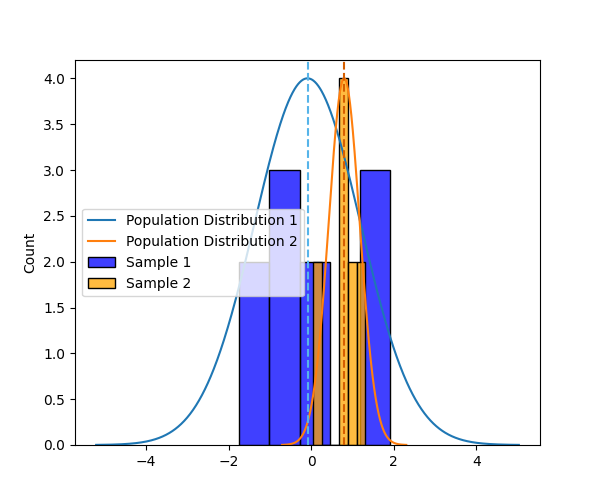 4.0
3.5
3.0
2.5
2.0
1.5
1.0
0.5
0.0
Count
Population Distribution 1
Population Distribution 2
Sample 1
Sample 2
−4
−2
0
2
4